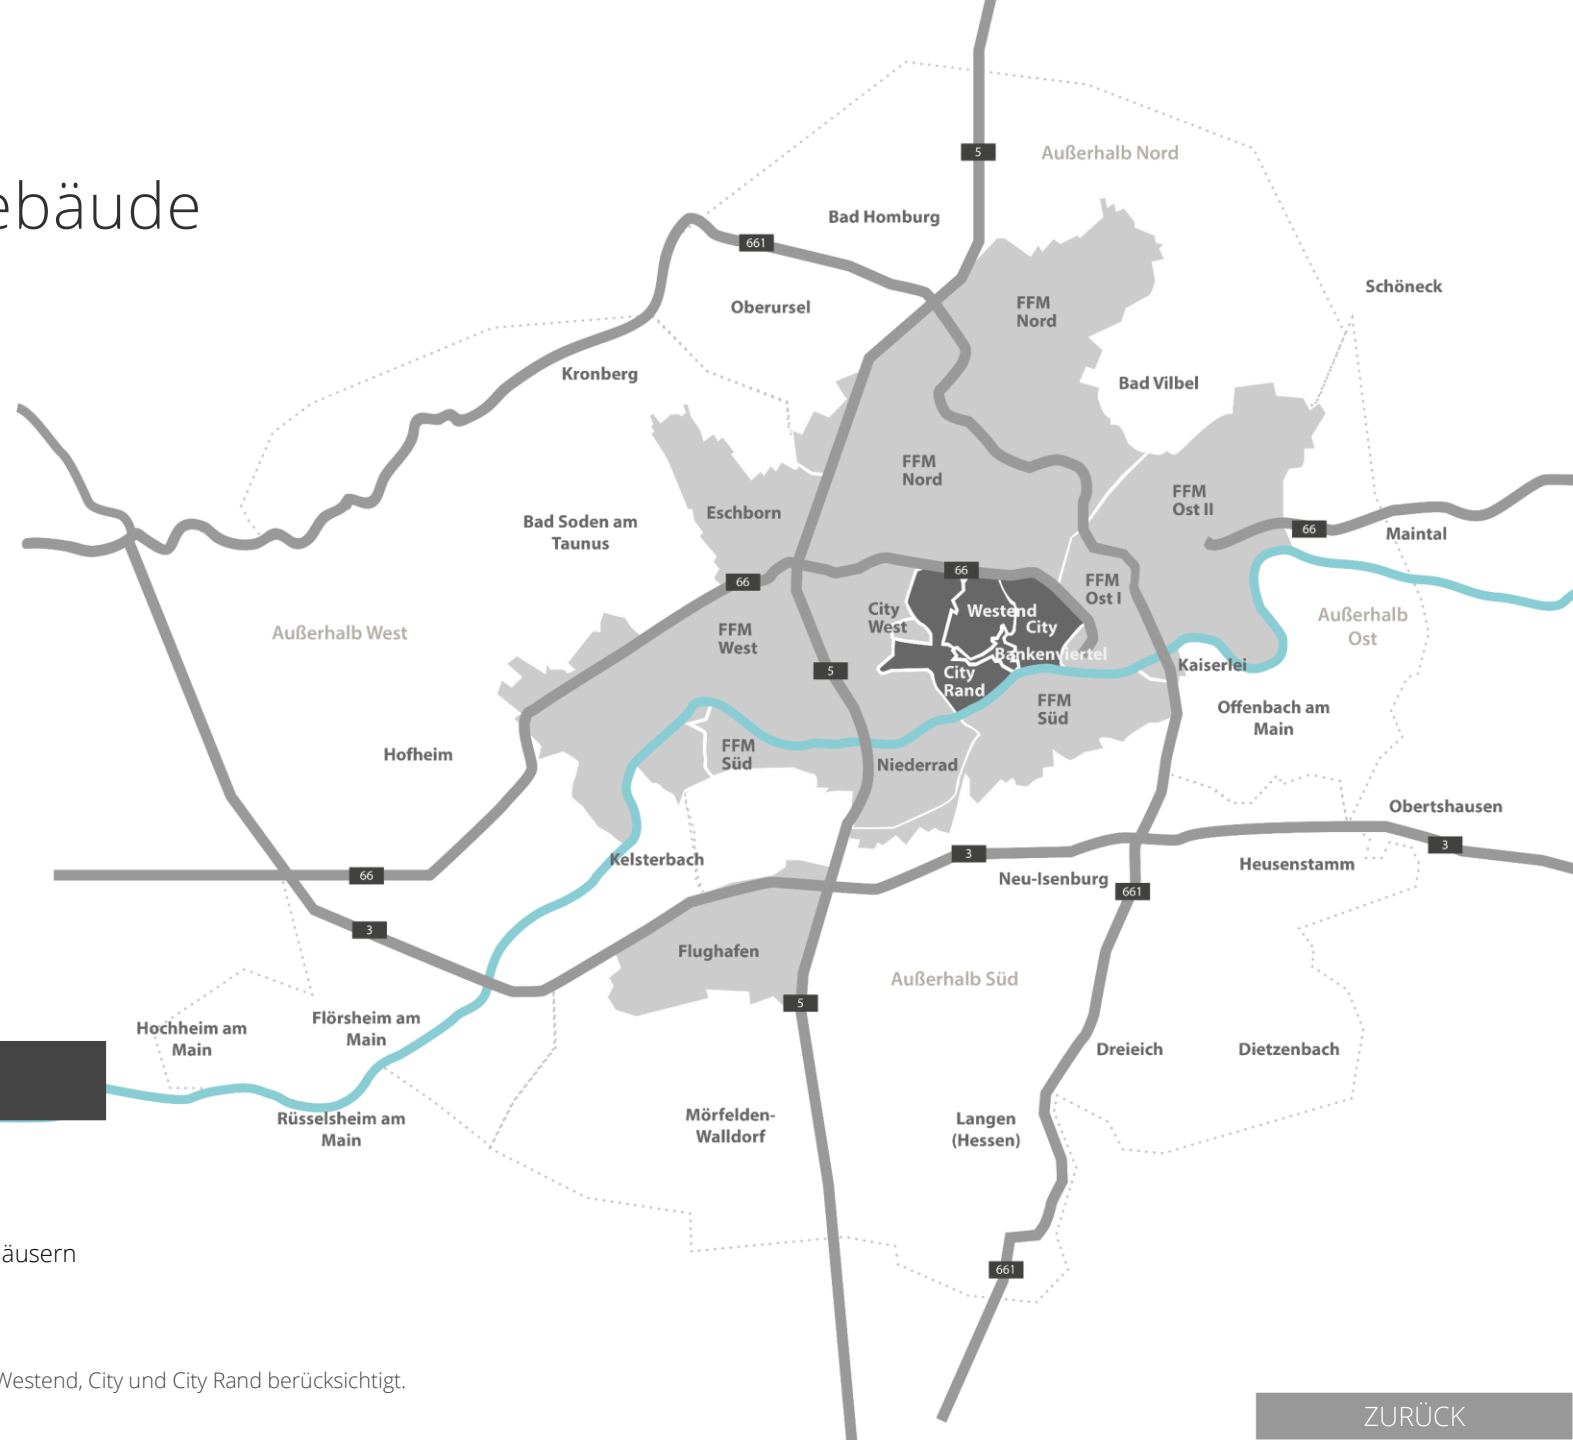 ebäude
5
Außerhalb Nord
Bad Homburg
661
Schöneck
FFM
Nord
Oberursel
Kronberg
Bad Vilbel
FFM
Nord
FFM
Ost II
Eschborn
Bad Soden am
Taunus
66
Maintal
66
66
FFM
Ost I
City
West
Westend
City
Außerhalb
Ost
Außerhalb West
FFM
West
Bankenviertel
5
City
Rand
Kaiserlei
FFM
Süd
Offenbach am
Main
Hofheim
FFM
Süd
Niederrad
Obertshausen
3
3
Kelsterbach
Heusenstamm
Neu-Isenburg
661
66
3
Flughafen
Außerhalb Süd
5
Hochheim am
Main
Flörsheim am
Main
Dreieich
Dietzenbach
Rüsselsheim am
Main
Mörfelden-
Walldorf
Langen
(Hessen)
äusern
661
Westend, City und City Rand berücksichtigt.
ZURÜCK